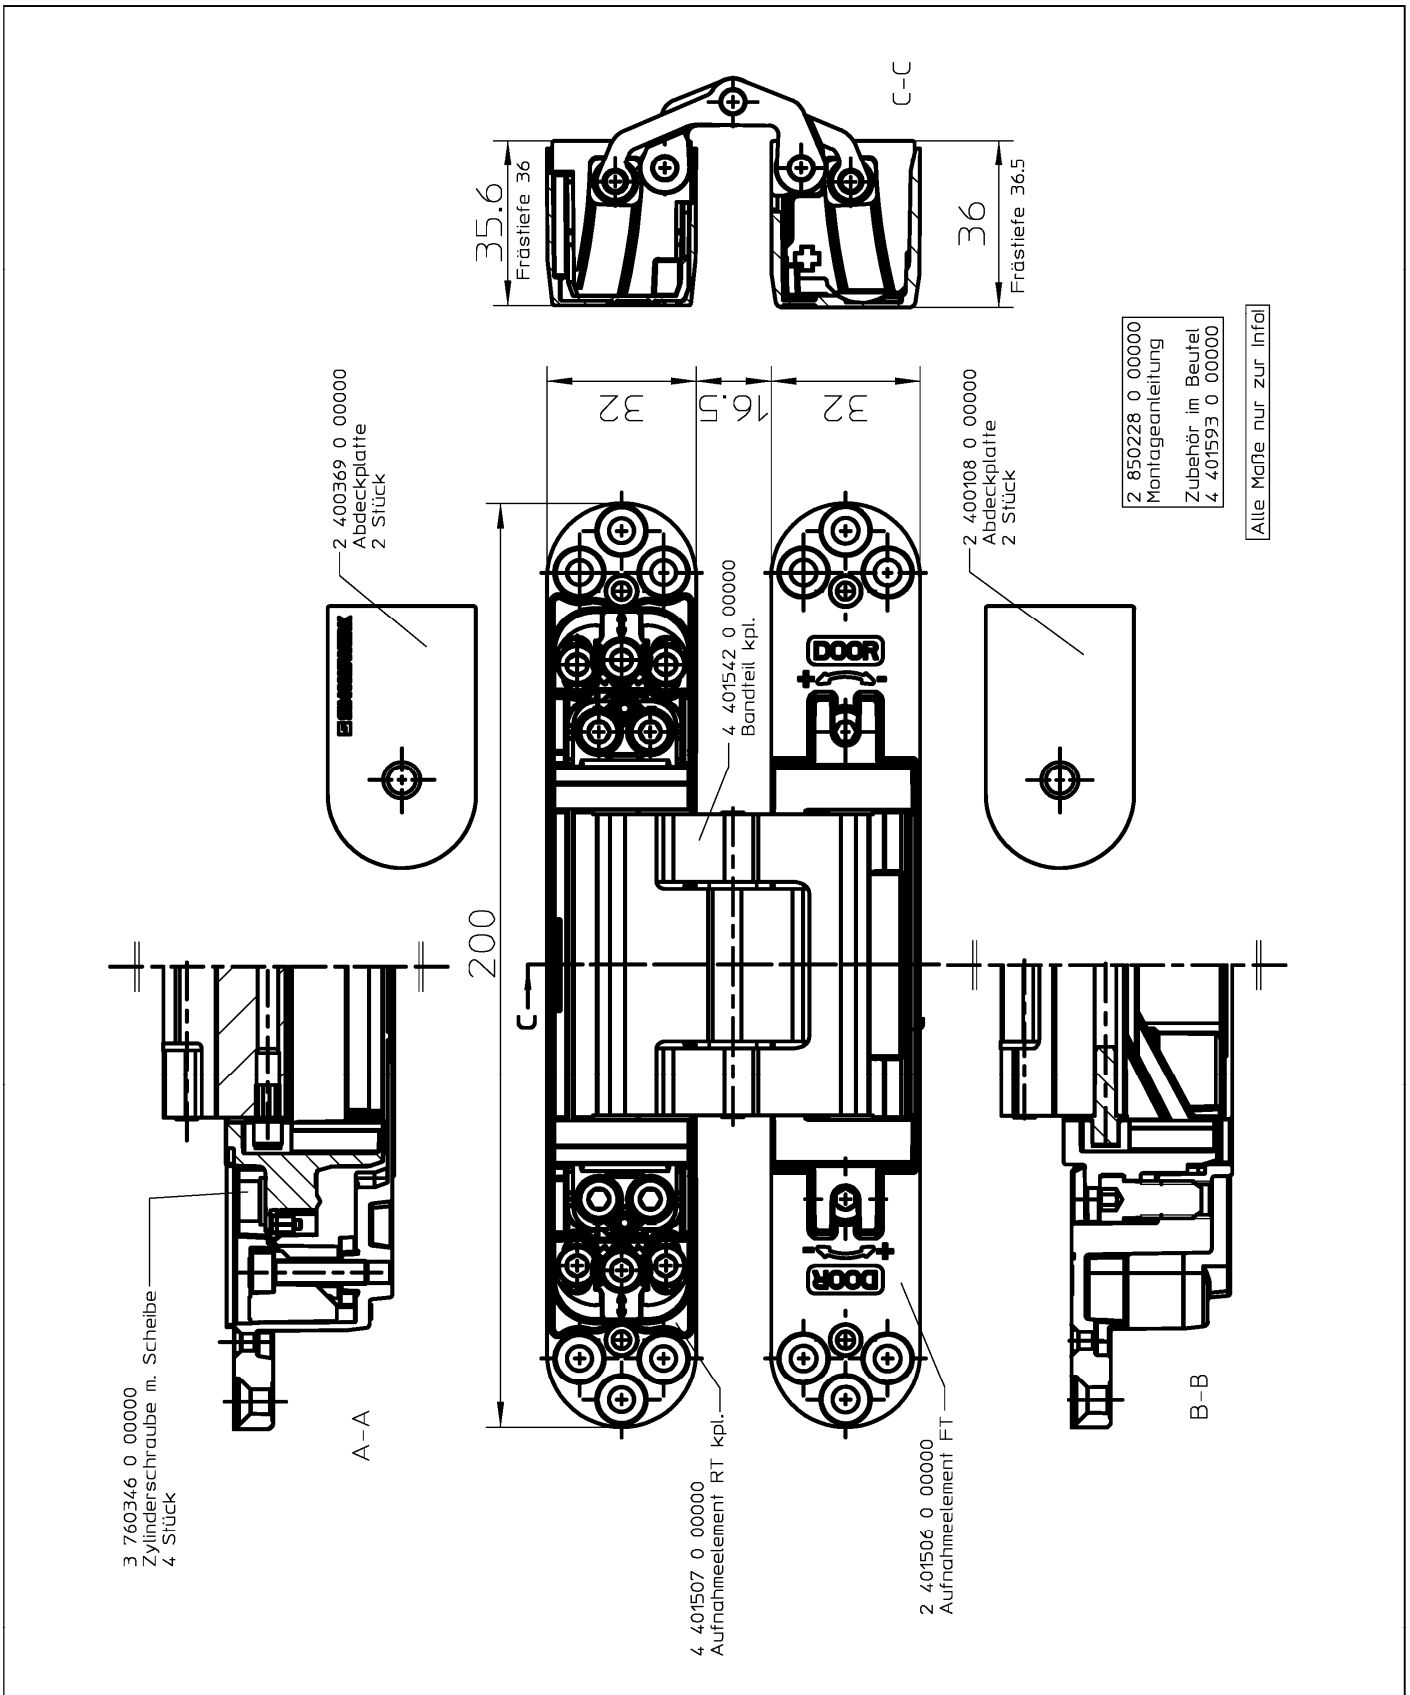 3 760346 0 00000
Zylinderschraube m. Scheibe
4 Stück
A-A
2 400369 0 00000
Abdeckplatte
2 Stück
SIMONSWERK
200
C
35.6
Frästiefe 36
36
Frästiefe 36.5
C-C
32
16.5
32
4 401542 0 00000
Bandteil kpl.
DOOR
+ -
- +
DOOR
4 401507 0 00000
Aufnahmeelement RT kpl.
2 401506 0 00000
Aufnahmeelement FT
2 400108 0 00000
Abdeckplatte
2 Stück
B-B
2 850228 0 00000
Montageanleitung
Zubehör im Beutel
4 401593 0 00000
Alle Maße nur zur Info!